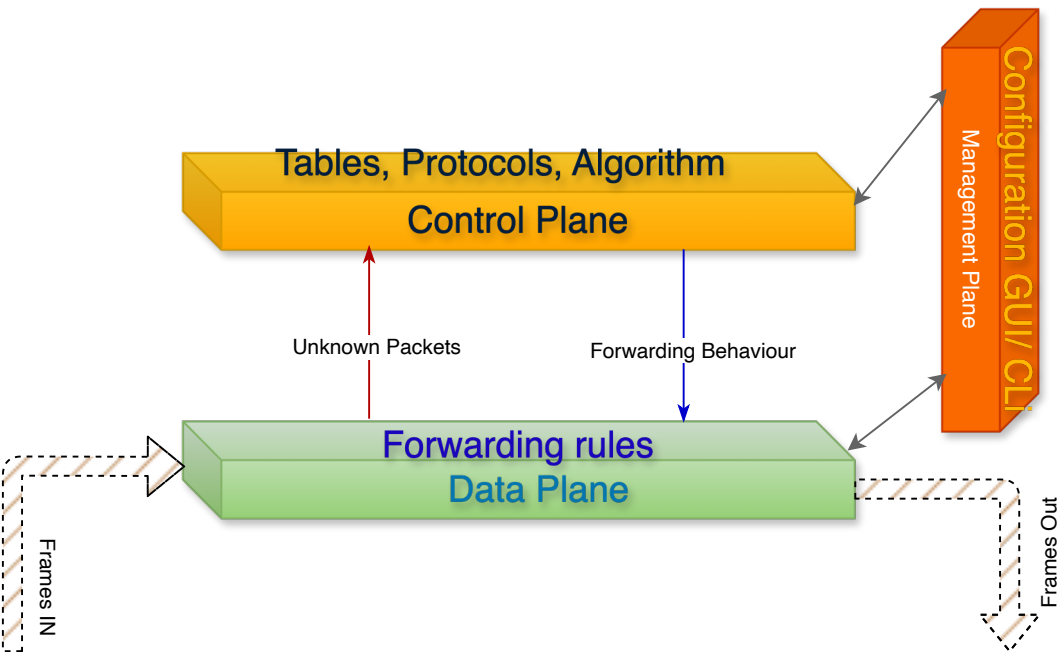 Tables, Protocols, Algorithm
Control Plane
Unknown Packets
Forwarding Behaviour
Forwarding rules
Data Plane
Frames IN
Frames Out
Management Plane
Configuration GUI/ CLi